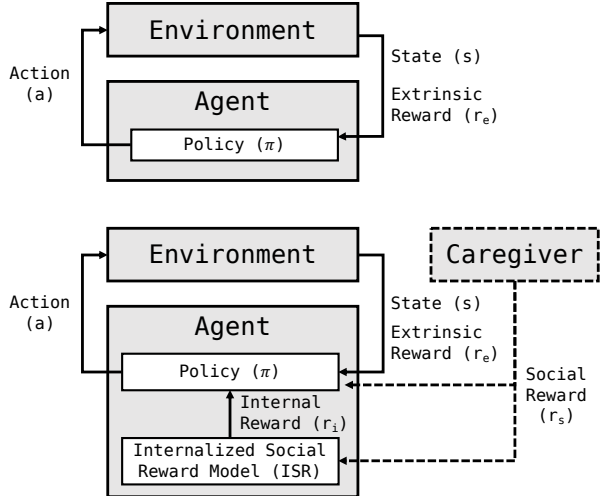 Environment
Action
(a)
State (s)
Extrinsic
Reward (rₑ)
Agent
Policy (π)
Environment
Caregiver
Action
(a)
State (s)
Extrinsic
Reward (rₑ)
Agent
Policy (π)
Internal
Reward (rᵢ)
Social
Reward
(rₛ)
Internalized Social
Reward Model (ISR)